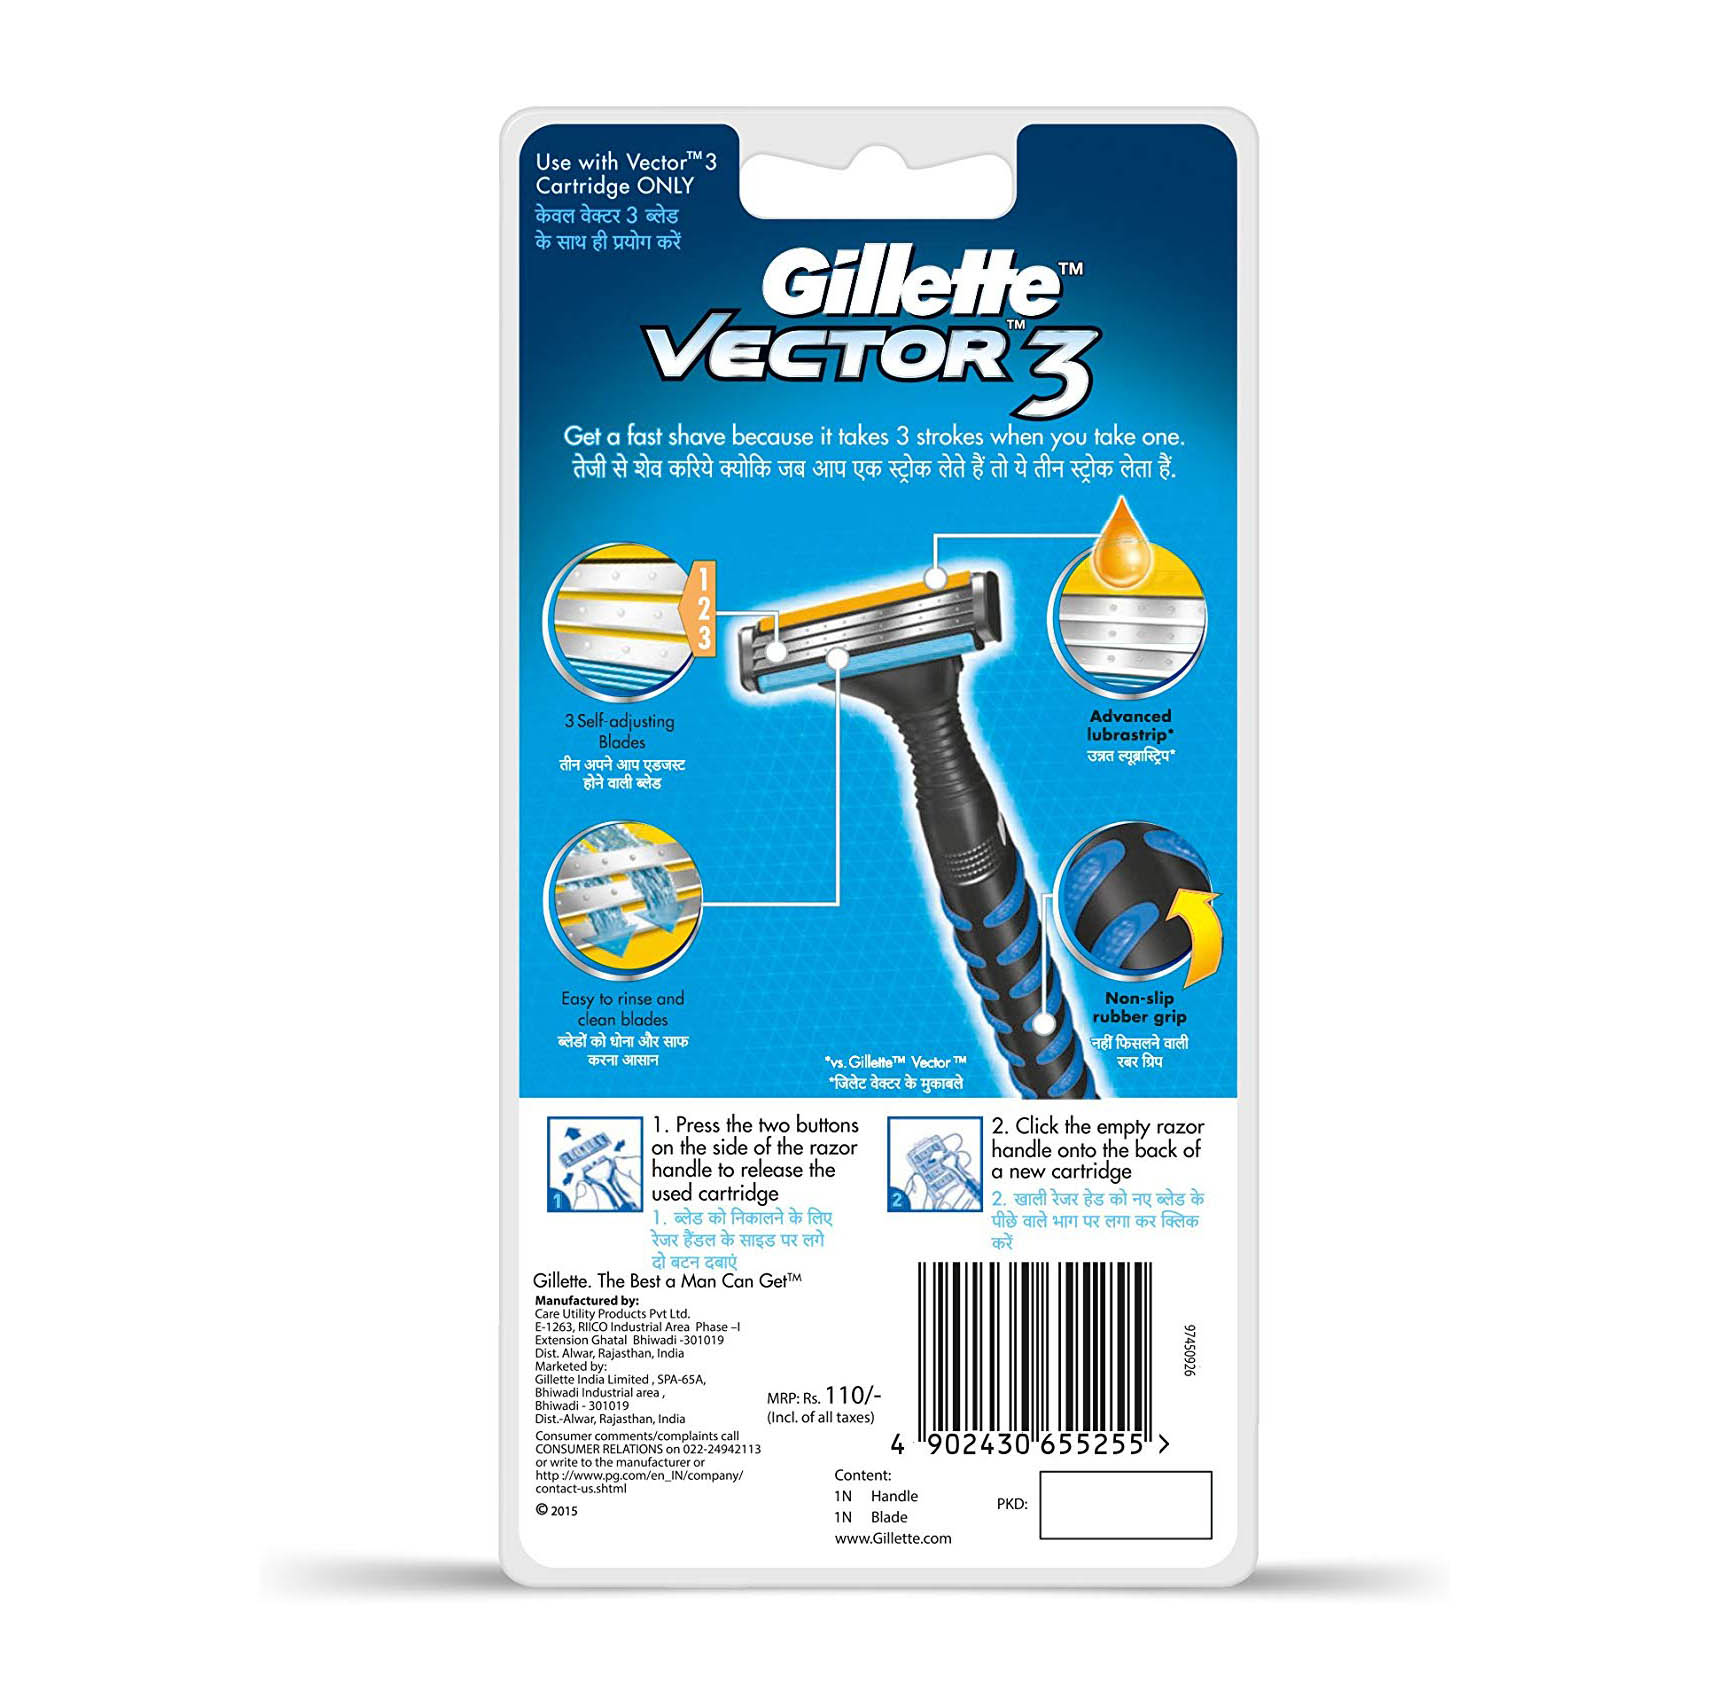 Use with Vector™3
Cartridge ONLY
केवल वेक्टर 3 ब्लेड
के साथ ही प्रयोग करें
Gillette™
VECTOR™3
Get a fast shave because it takes 3 strokes when you take one.
तेजी से शेव करिये क्योकि जब आप एक स्ट्रोक लेते हैं तो ये तीन स्ट्रोक लेता हैं.
1
2
3
3 Self-adjusting
Blades
तीन अपने आप एडजस्ट
होने वाली ब्लेड
Advanced
lubrastrip*
उन्नत ल्यूब्रास्ट्रिप*
Easy to rinse and
clean blades
ब्लेडों को धोना और साफ
करना आसान
Non-slip
rubber grip
नहीं फिसलने वाली
रबर ग्रिप
*vs. Gillette™ Vector™
*जिलेट वेक्टर के मुकाबले
1
1. Press the two buttons
on the side of the razor
handle to release the
used cartridge
1. ब्लेड को निकालने के लिए
रेजर हैंडल के साइड पर लगे
दो बटन दबाएं
2
2. Click the empty razor
handle onto the back of
a new cartridge
2. खाली रेजर हेड को नए ब्लेड के
पीछे वाले भाग पर लगा कर क्लिक
करें
Gillette. The Best a Man Can Get™
Manufactured by:
Care Utility Products Pvt Ltd.
E-1263, RIICO Industrial Area Phase –I
Extension Ghatal Bhiwadi -301019
Dist. Alwar, Rajasthan, India
Marketed by:
Gillette India Limited , SPA-65A,
Bhiwadi Industrial area ,
Bhiwadi - 301019
Dist.-Alwar, Rajasthan, India
Consumer comments/complaints call
CONSUMER RELATIONS on 022-24942113
or write to the manufacturer or
http ://www.pg.com/en_IN/company/
contact-us.shtml
© 2015
MRP: Rs. 110/-
(Incl. of all taxes)
4 902430 655255 >
97450926
Content:
1N Handle
1N Blade
www.Gillette.com
PKD: